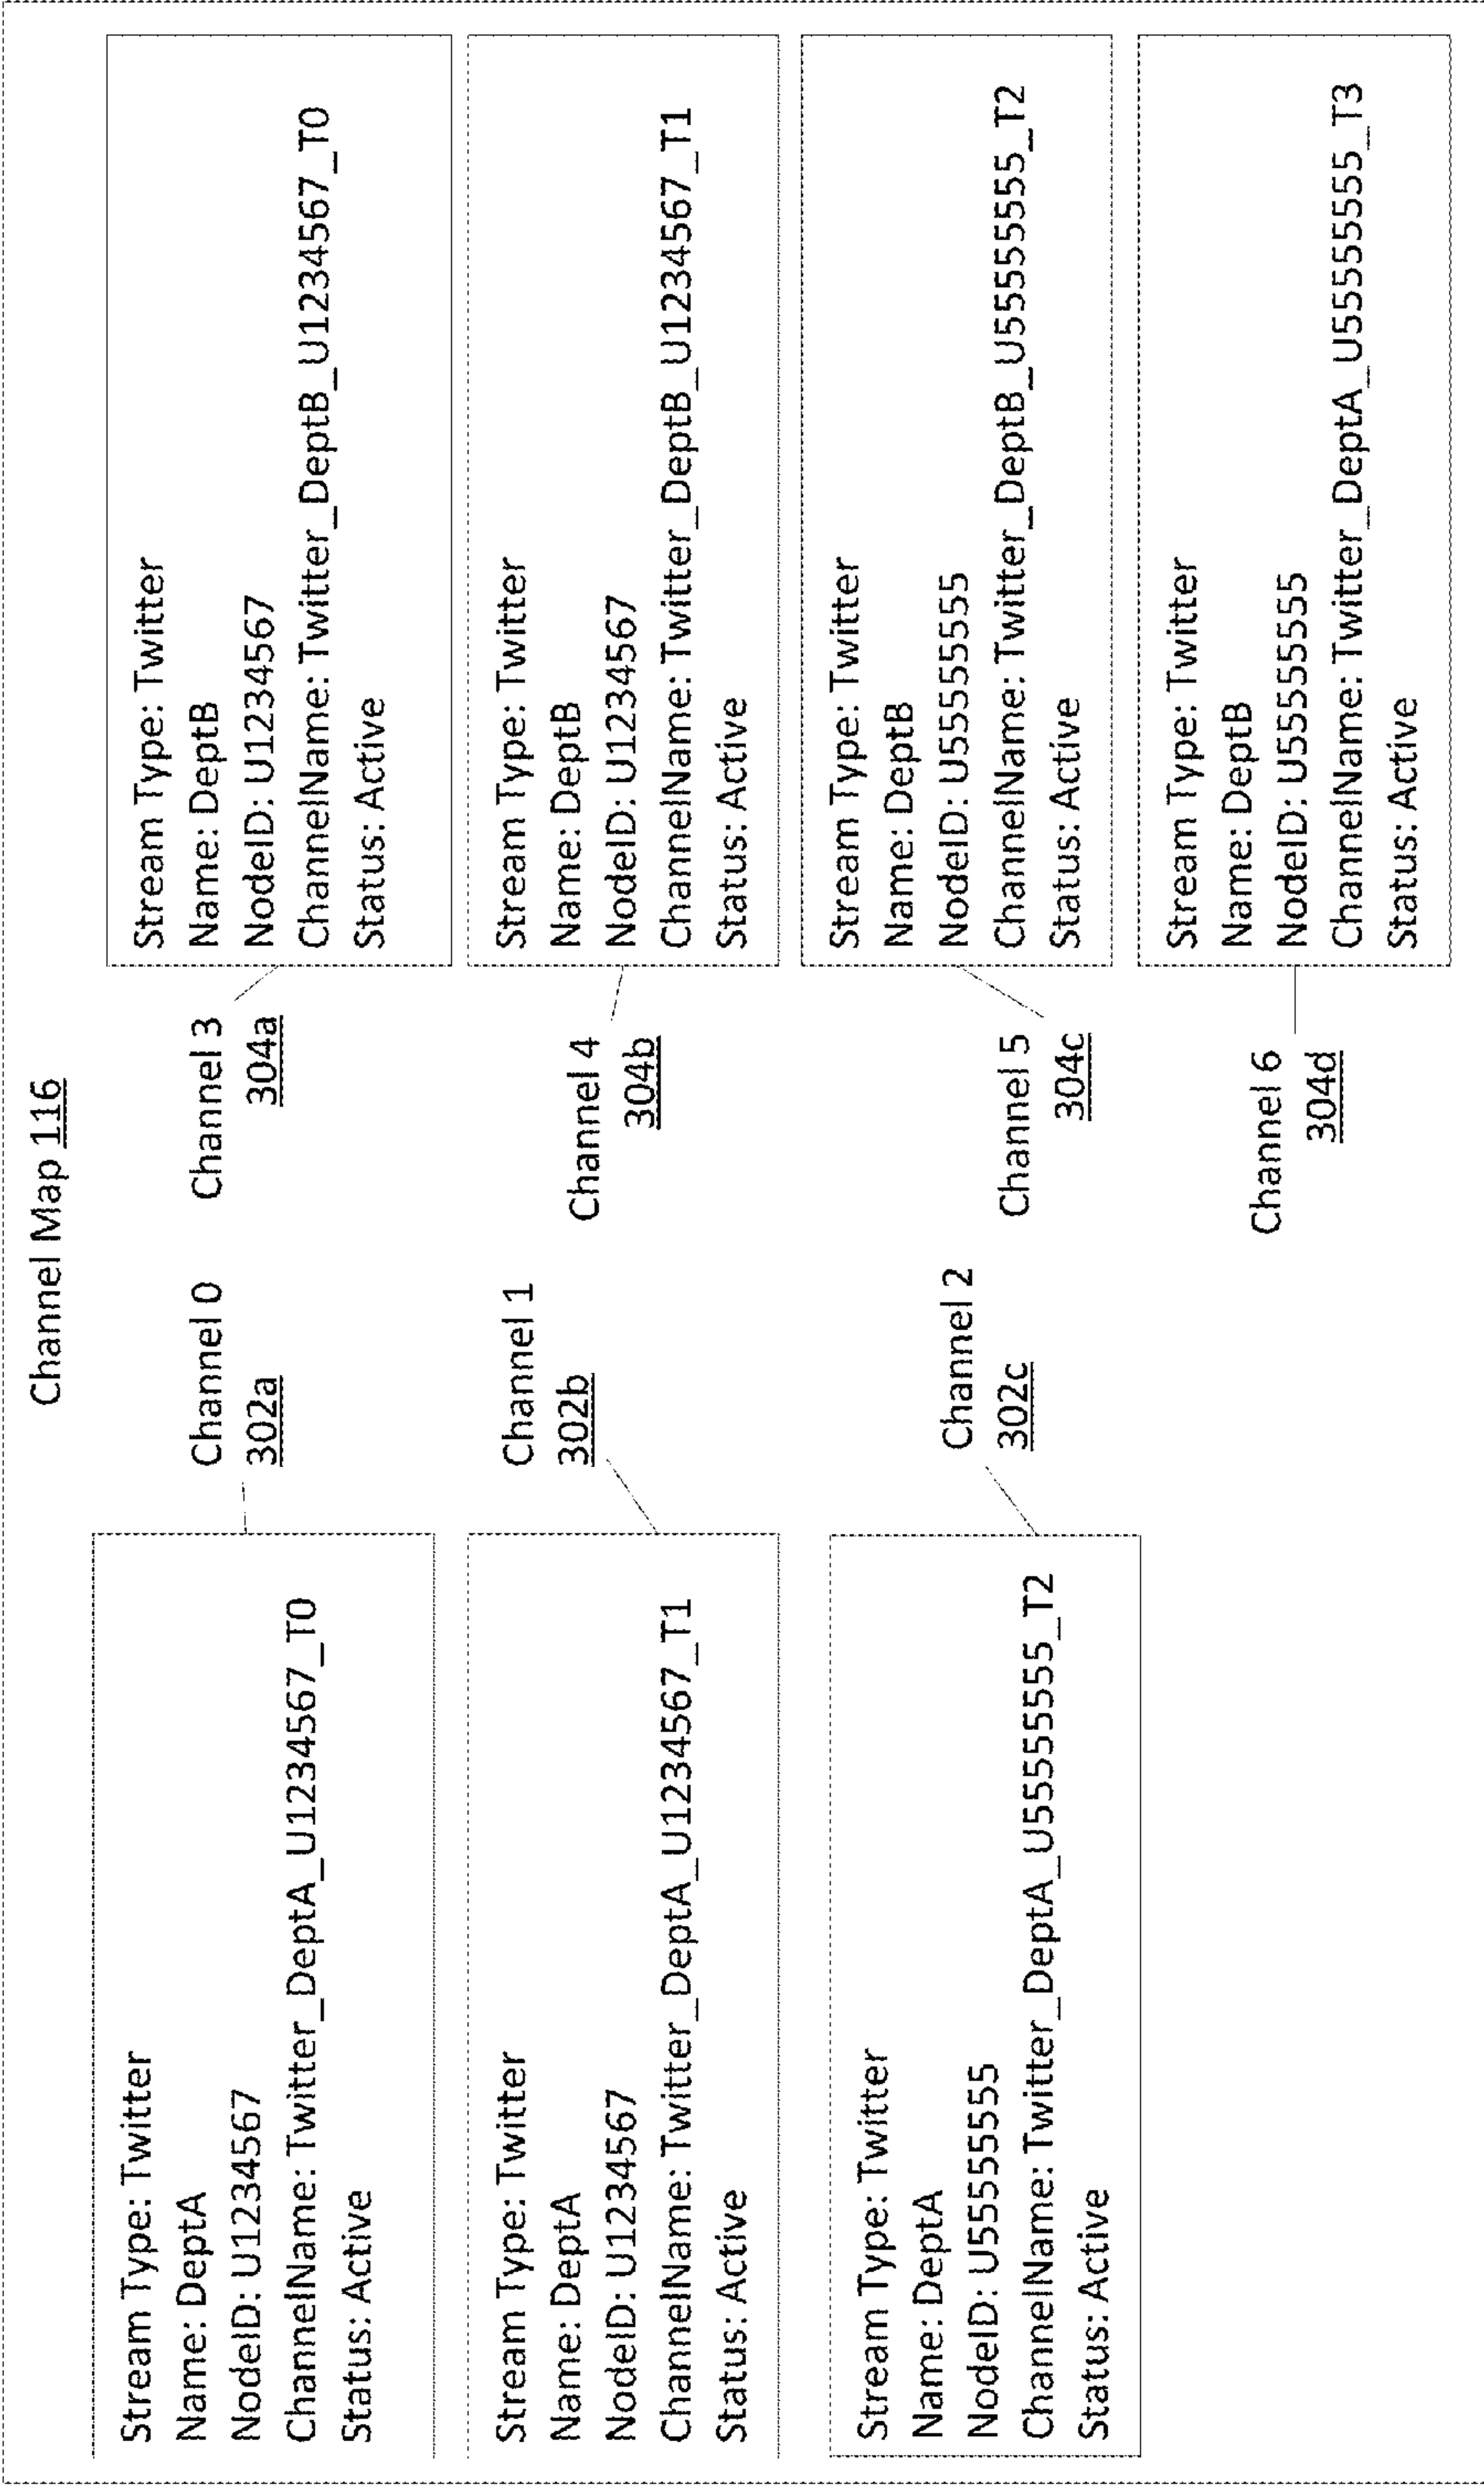 Channel Map 116
Stream Type: Twitter
Name: DeptA
NodeID: U1234567
ChannelName: Twitter_DeptA_U1234567_T0
Status: Active
Channel 0
302a
Stream Type: Twitter
Name: DeptA
NodeID: U1234567
ChannelName: Twitter_DeptA_U1234567_T1
Status: Active
Channel 1
302b
Stream Type: Twitter
Name: DeptA
NodeID: U55555555
ChannelName: Twitter_DeptA_U55555555_T2
Status: Active
Channel 2
302c
Channel 3
304a
Stream Type: Twitter
Name: DeptB
NodeID: U1234567
ChannelName: Twitter_DeptB_U1234567_T0
Status: Active
Channel 4
304b
Stream Type: Twitter
Name: DeptB
NodeID: U1234567
ChannelName: Twitter_DeptB_U1234567_T1
Status: Active
Channel 5
304c
Stream Type: Twitter
Name: DeptB
NodeID: U55555555
ChannelName: Twitter_DeptB_U55555555_T2
Status: Active
Channel 6
304d
Stream Type: Twitter
Name: DeptB
NodeID: U55555555
ChannelName: Twitter_DeptA_U55555555_T3
Status: Active